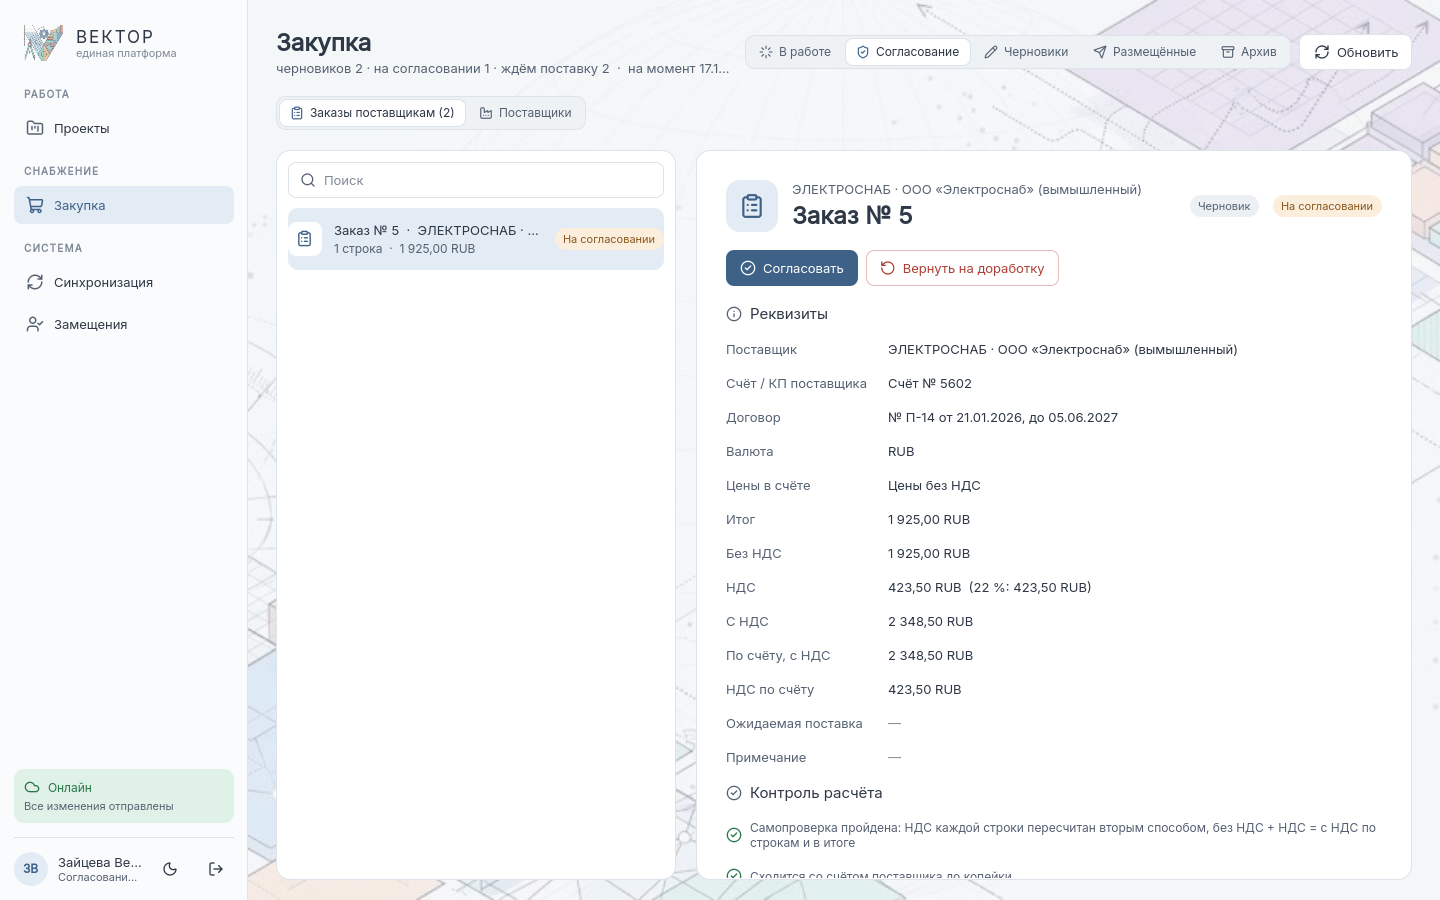 ВЕКТОР
единая платформа
РАБОТА
Проекты
СНАБЖЕНИЕ
Закупка
СИСТЕМА
Синхронизация
Замещения
Онлайн
Все изменения отправлены
ЗВ
Зайцева Ве...
Согласовани...
Закупка
черновиков 2 · на согласовании 1 · ждём поставку 2 · на момент 17.1...
В работе
Согласование
Черновики
Размещённые
Архив
Обновить
Заказы поставщикам (2)
Поставщики
Поиск
Заказ № 5 · ЭЛЕКТРОСНАБ · ...
1 строка · 1 925,00 RUB
На согласовании
ЭЛЕКТРОСНАБ · ООО «Электроснаб» (вымышленный)
Заказ № 5
Черновик
На согласовании
Согласовать
Вернуть на доработку
Реквизиты
Поставщик ЭЛЕКТРОСНАБ · ООО «Электроснаб» (вымышленный)
Счёт / КП поставщика Счёт № 5602
Договор № П-14 от 21.01.2026, до 05.06.2027
Валюта RUB
Цены в счёте Цены без НДС
Итог 1 925,00 RUB
Без НДС 1 925,00 RUB
НДС 423,50 RUB (22 %: 423,50 RUB)
С НДС 2 348,50 RUB
По счёту, с НДС 2 348,50 RUB
НДС по счёту 423,50 RUB
Ожидаемая поставка —
Примечание —
Контроль расчёта
Самопроверка пройдена: НДС каждой строки пересчитан вторым способом, без НДС + НДС = с НДС по
строкам и в итоге
Сходится со счётом поставщика до копейки